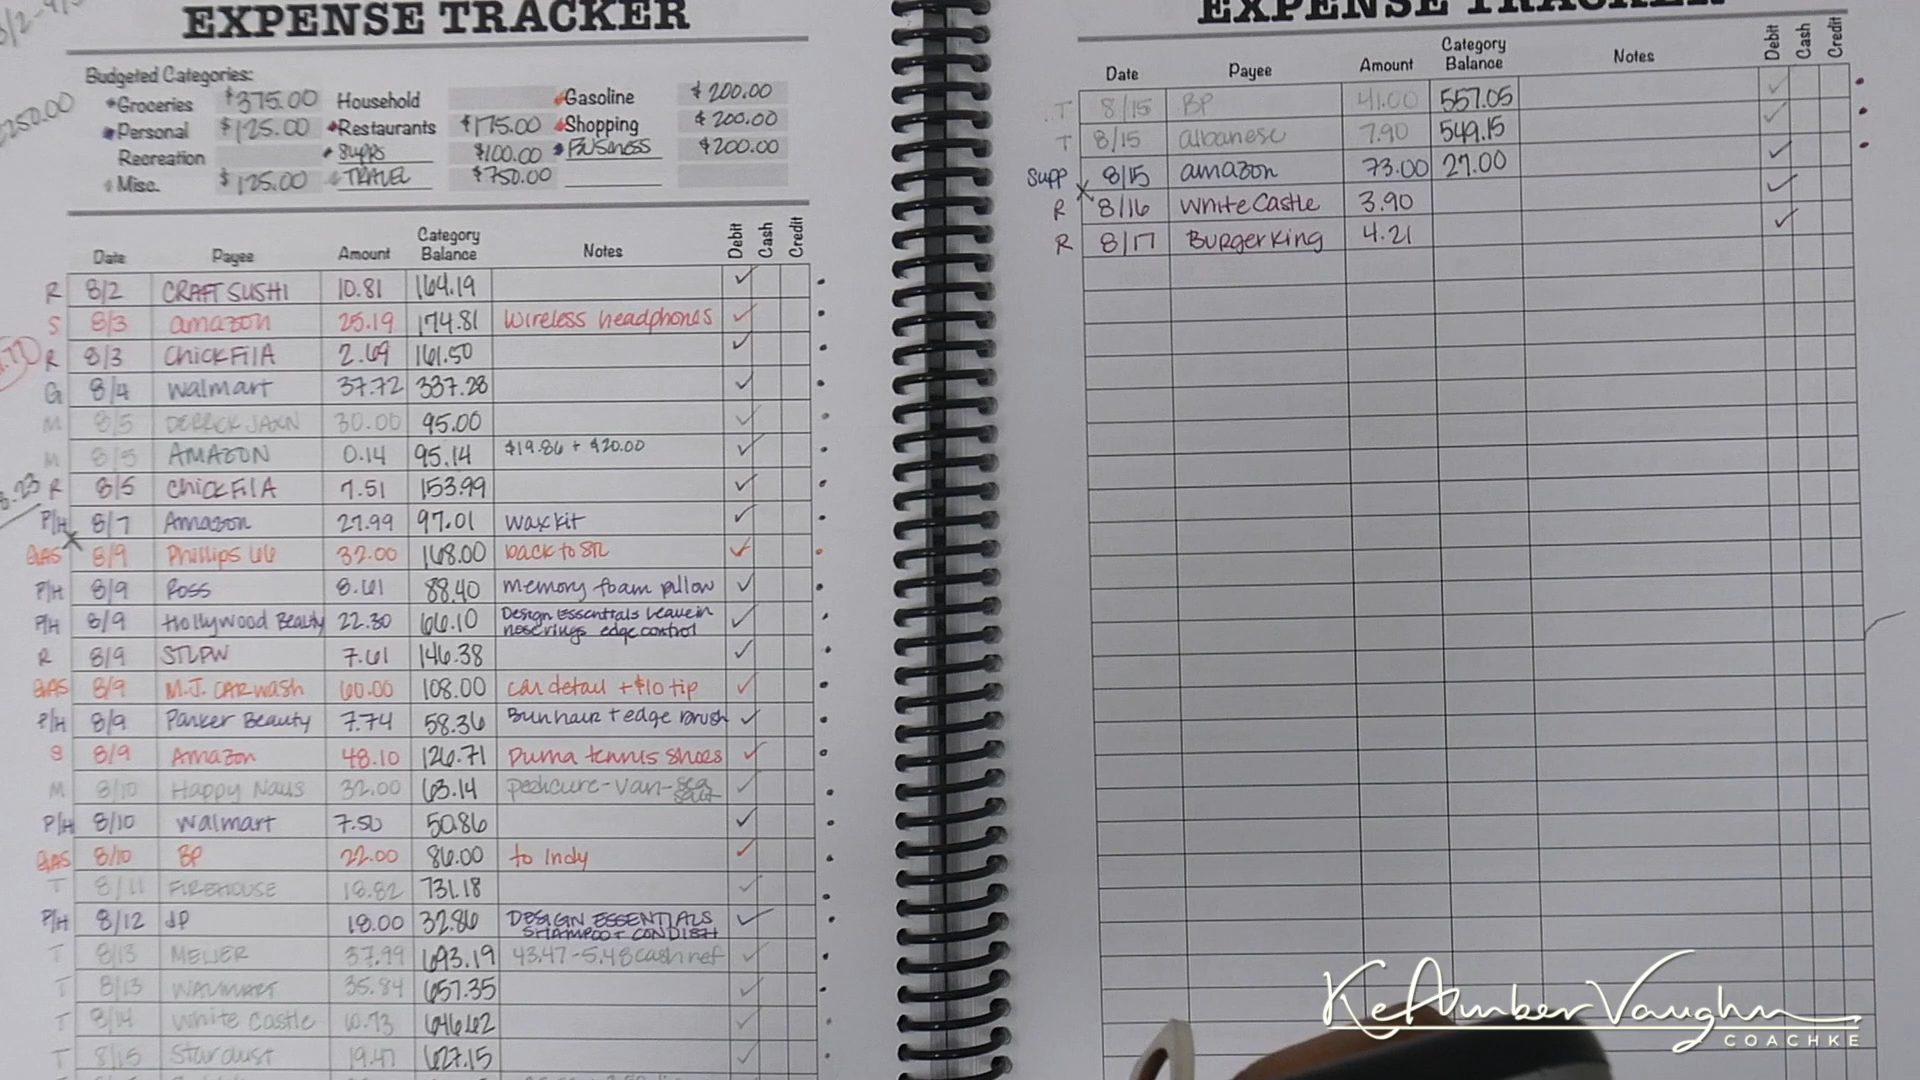 EXPENSE TRACKER
Budgeted Categories:
Groceries $375.00 Household Gasoline $200.00
Personal $125.00 Restaurants $175.00 Shopping $200.00
Recreation Supps $100.00 BUSINESS $200.00
Misc. $125.00 TRAVEL $750.00
Date Payee Amount Category Balance Notes Debit Cash Credit
R 8/2 CRAFT SUSHI 10.81 164.19
S 8/3 amazon 25.19 174.81 Wireless headphones
R 8/3 CHICKFILA 2.69 161.50
G 8/4 walmart 37.72 337.28
M 8/5 DERRICK JAXN 30.00 95.00
M 8/5 AMAZON 0.14 95.14 $19.86 + $20.00
R 8/5 CHICKFILA 7.51 153.99
P/H 8/7 Amazon 27.99 97.01 wax kit
GAS 8/9 Phillips 66 32.00 168.00 back to STL
P/H 8/9 Ross 8.61 88.40 memory foam pillow
P/H 8/9 Hollywood Beauty 22.30 66.10 Design Essentials leave in
noserings edge control
R 8/9 STLPW 7.61 146.38
GAS 8/9 M.J. CARwash 60.00 108.00 car detail + $10 tip
P/H 8/9 Parker Beauty 7.74 58.36 Bun hair + edge brush
S 8/9 Amazon 48.10 126.71 Puma tennis shoes
M 8/10 Happy Nails 32.00 63.14 pedicure-van-
P/H 8/10 walmart 7.50 50.86
GAS 8/10 BP 22.00 86.00 to Indy
T 8/11 FIREHOUSE 18.82 731.18
P/H 8/12 dP 18.00 32.86 DESIGN ESSENTIALS
SHAMPOO +
T 8/13 MEIJER 37.99 693.19 43.47-5.48 cash ref
T 8/13 WALMART 35.84 657.35
T 8/14 White Castle 10.73 646.62
T 8/15 Stardust 19.47 627.15
EXPENSE TRACKER
Date Payee Amount Category Balance Notes Debit Cash Credit
T 8/15 BP 41.00 557.05
T 8/15 albanese 7.90 549.15
Supp 8/15 amazon 73.00 27.00
R 8/16 White Castle 3.90
R 8/17 Burger King 4.21
KeAmber Vaughn
COACHKE